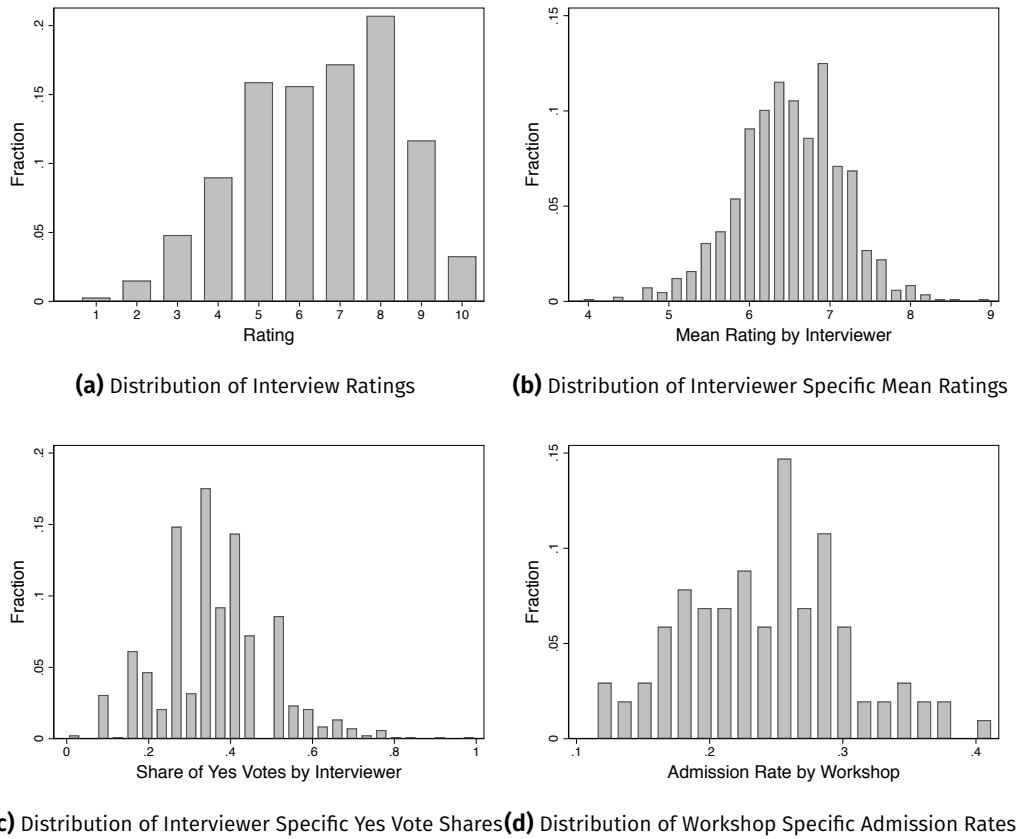 Fraction
0 .05 .1 .15 .2
1 2 3 4 5 6 7 8 9 10
Rating
(a) Distribution of Interview Ratings
Fraction
0 .05 .1 .15
4 5 6 7 8 9
Mean Rating by Interviewer
(b) Distribution of Interviewer Specific Mean Ratings
Fraction
0 .05 .1 .15 .2
0 .2 .4 .6 .8 1
Share of Yes Votes by Interviewer
c) Distribution of Interviewer Specific Yes Vote Shares
Fraction
0 .05 .1 .15
.1 .2 .3 .4
Admission Rate by Workshop
(d) Distribution of Workshop Specific Admission Rates